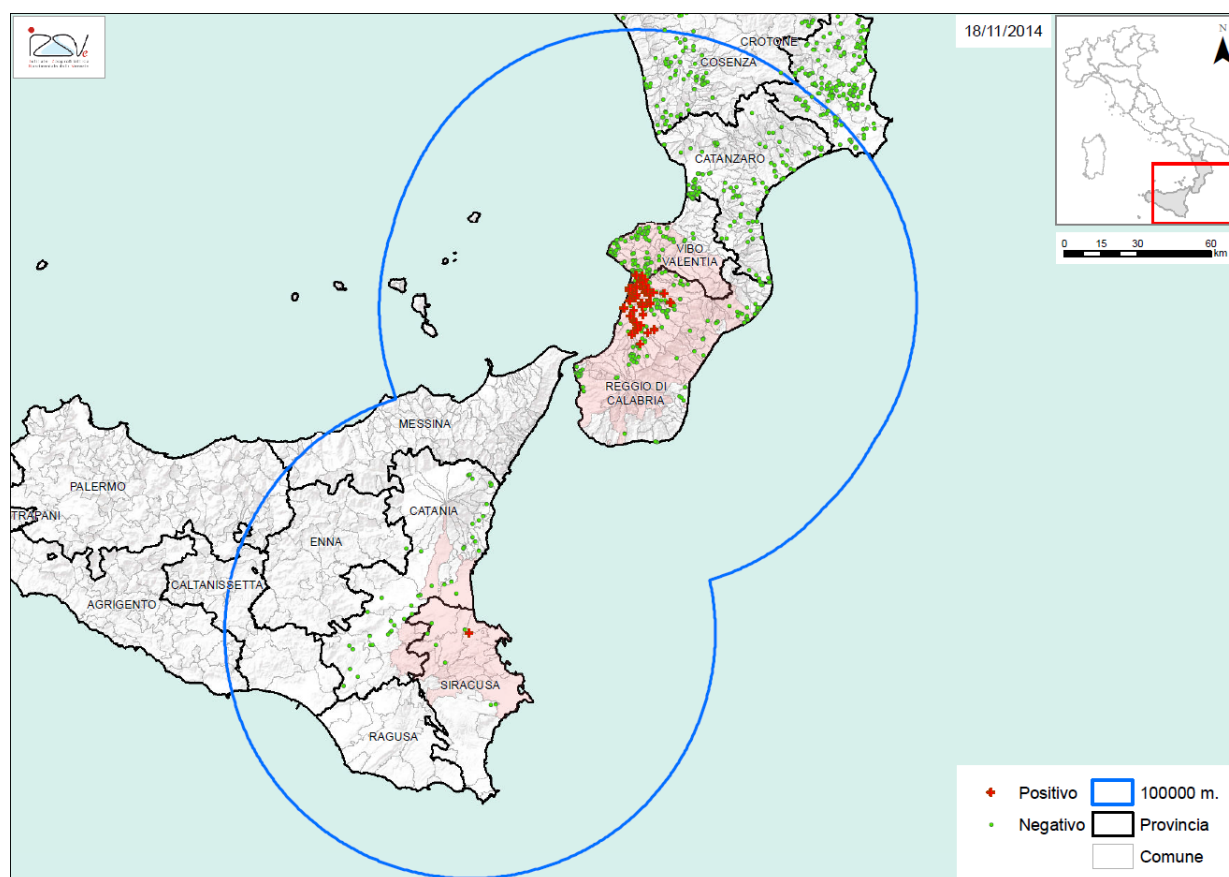 18/11/2014
N
CROTONE
COSENZA
CATANZARO
VIBO
VALENTIA
0 15 30 60
km
REGGIO DI
CALABRIA
MESSINA
PALERMO
TRAPANI
CATANIA
ENNA
CALTANISSETTA
AGRIGENTO
SIRACUSA
RAGUSA
Positivo 100000 m.
Negativo Provincia
Comune